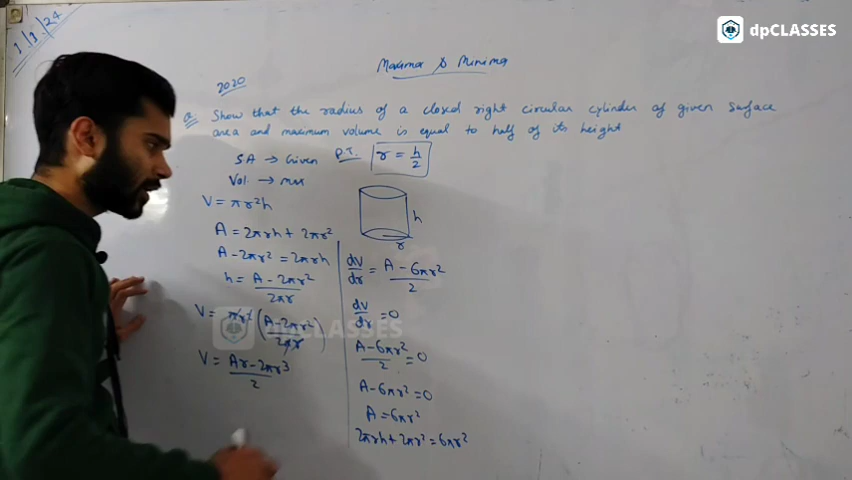 1/1/24
dpCLASSES
Maxima & Minima
2020
Q. Show that the radius of a closed right circular cylinder of given surface
area and maximum volume is equal to half of its height
SA → Given P.T. r = h/2
Vol. → max
V = πr²h
A = 2πrh + 2πr²
A - 2πr² = 2πrh
h = A - 2πr² / 2πr
V = πr² (A - 2πr² / 2πr)
V = Ar - 2πr³ / 2
h
r
dV/dr = A - 6πr² / 2
dV/dr = 0
A - 6πr² / 2 = 0
A - 6πr² = 0
A = 6πr²
2πrh + 2πr² = 6πr²
dpCLASSES